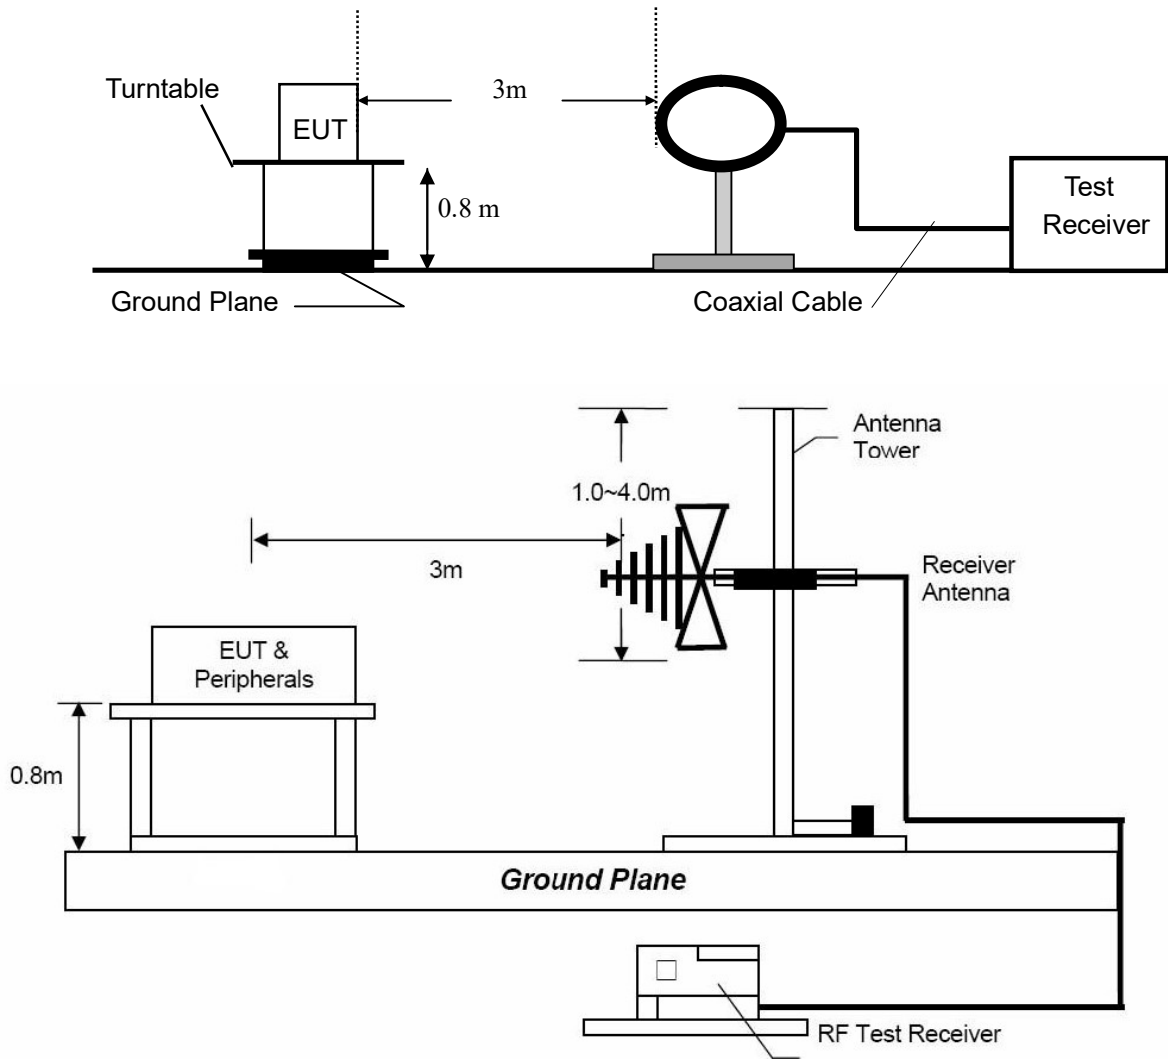 3m
Turntable
EUT
0.8 m
Test
Receiver
Ground Plane
Coaxial Cable
Antenna
Tower
1.0~4.0m
3m
Receiver
Antenna
EUT &
Peripherals
0.8m
Ground Plane
RF Test Receiver